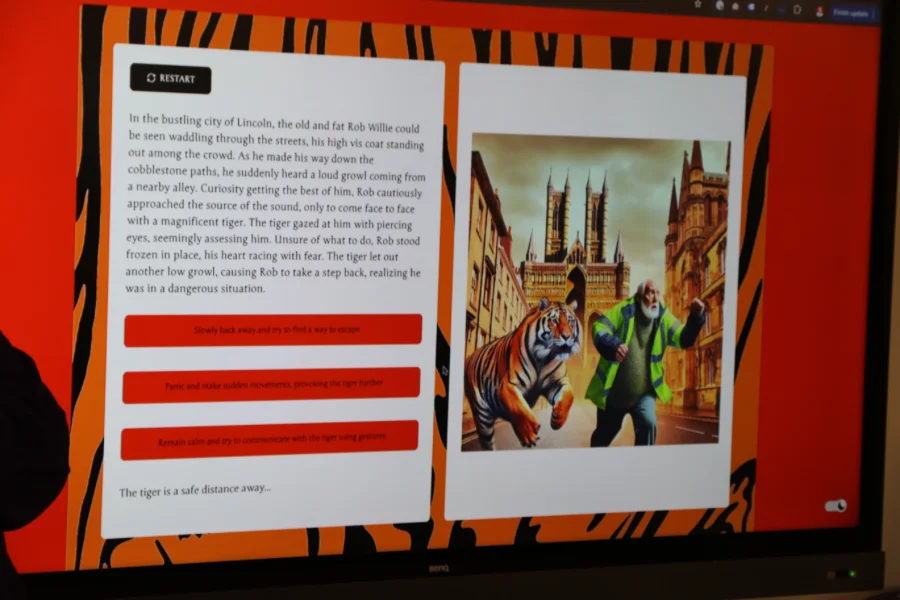 Finish update
RESTART
In the bustling city of Lincoln, the old and fat Rob Willie could
be seen waddling through the streets, his high vis coat standing
out among the crowd. As he made his way down the
cobblestone paths, he suddenly heard a loud growl coming from
a nearby alley. Curiosity getting the best of him, Rob cautiously
approached the source of the sound, only to come face to face
with a magnificent tiger. The tiger gazed at him with piercing
eyes, seemingly assessing him. Unsure of what to do, Rob stood
frozen in place, his heart racing with fear. The tiger let out
another low growl, causing Rob to take a step back, realizing he
was in a dangerous situation.
Slowly back away and try to find a way to escape
Panic and make sudden movements, provoking the tiger further
Remain calm and try to communicate with the tiger using gestures
The tiger is a safe distance away...
BenQ